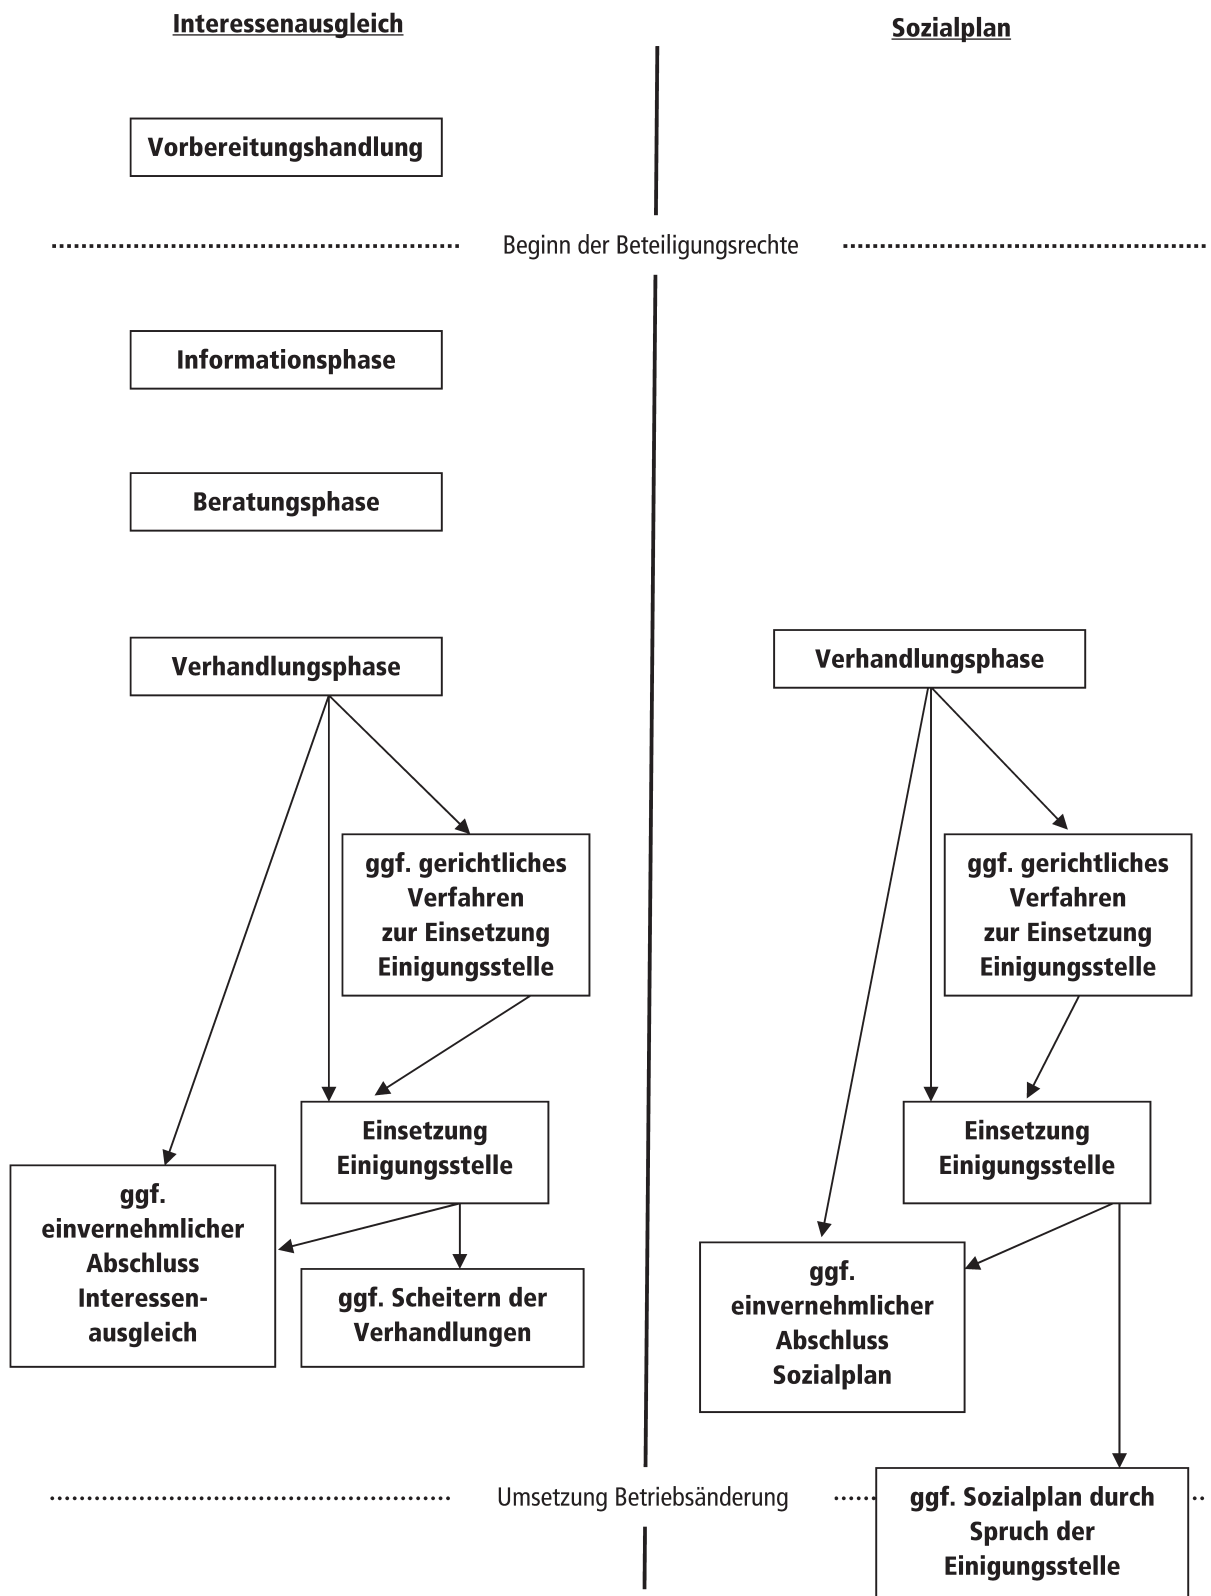 Interessenausgleich
Sozialplan
Vorbereitungshandlung
Beginn der Beteiligungsrechte
Informationsphase
Beratungsphase
Verhandlungsphase
Verhandlungsphase
ggf. gerichtliches
Verfahren
zur Einsetzung
Einigungsstelle
ggf. gerichtliches
Verfahren
zur Einsetzung
Einigungsstelle
Einsetzung
Einigungsstelle
Einsetzung
Einigungsstelle
ggf.
einvernehmlicher
Abschluss
Interessen-
ausgleich
ggf. Scheitern der
Verhandlungen
ggf.
einvernehmlicher
Abschluss
Sozialplan
Umsetzung Betriebsänderung
ggf. Sozialplan durch
Spruch der
Einigungsstelle